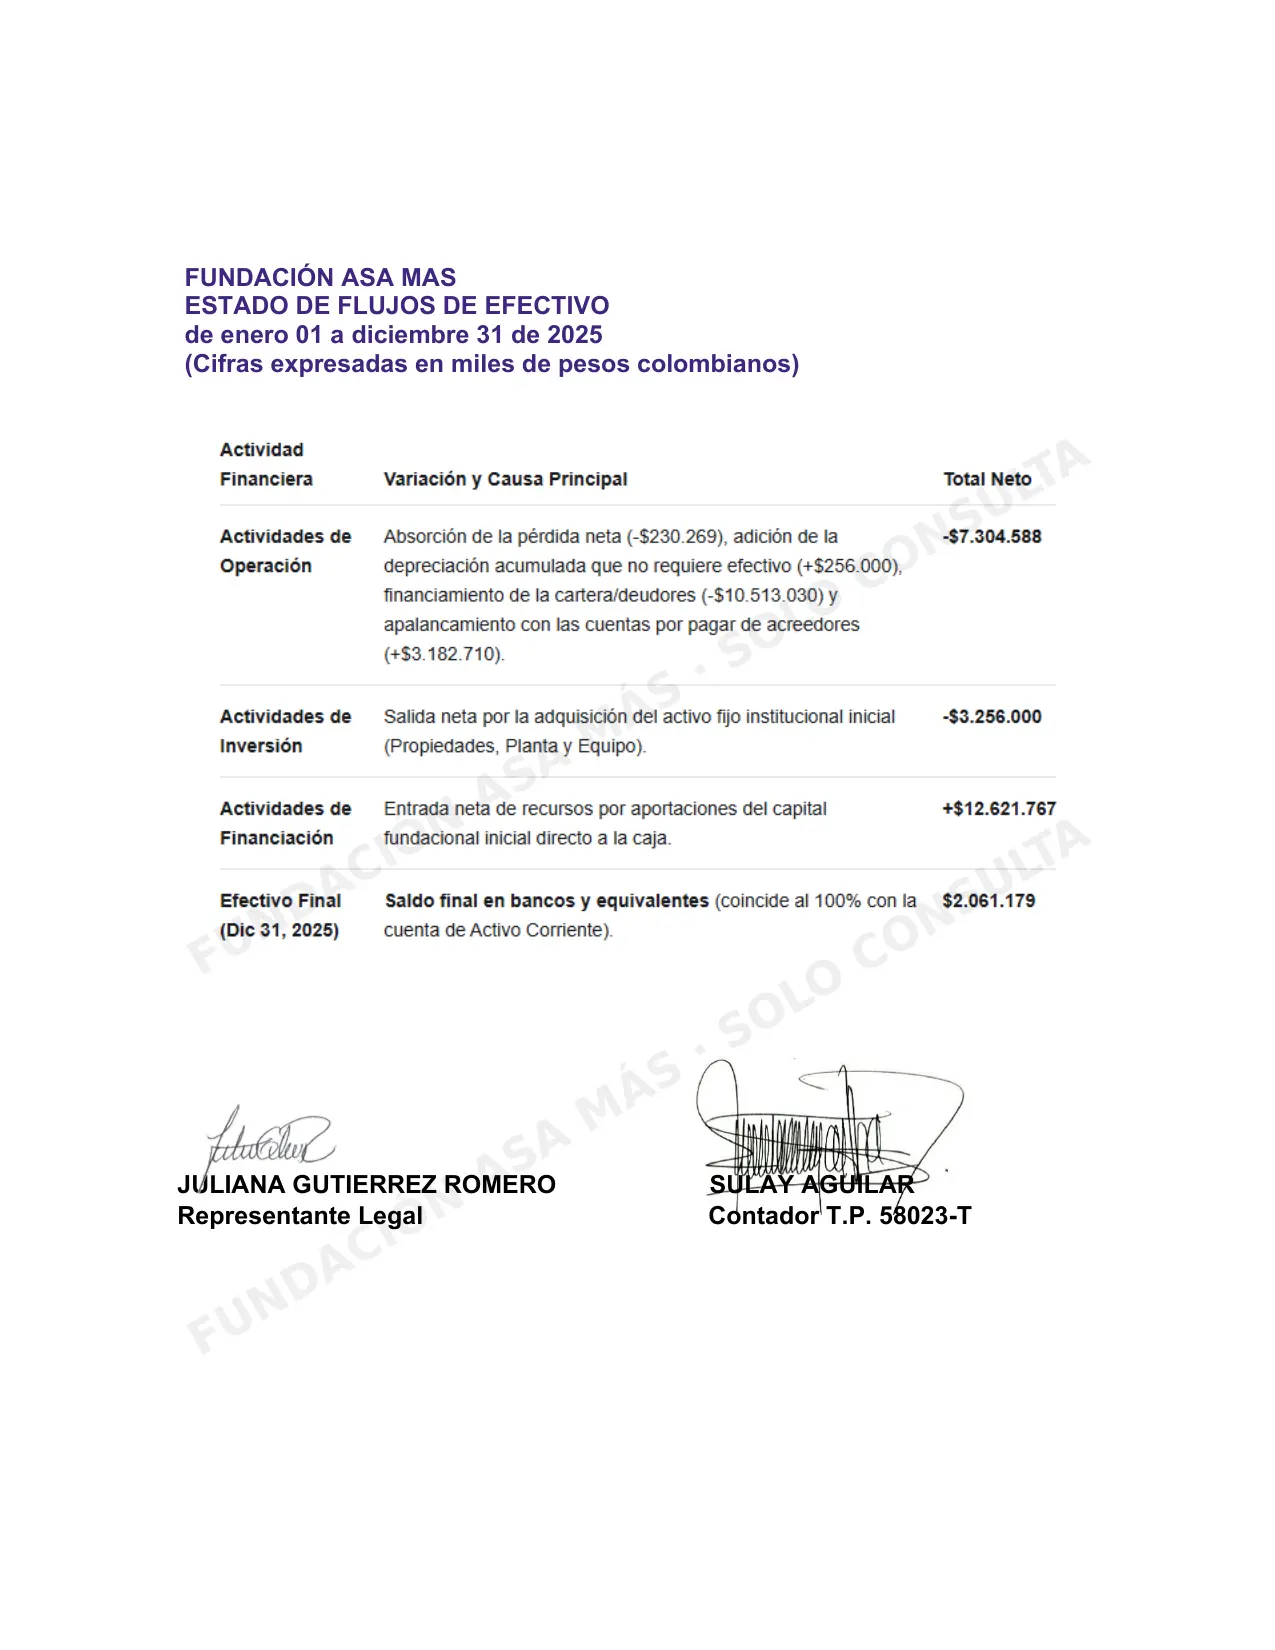 FUNDACIÓN ASA MAS
ESTADO DE FLUJOS DE EFECTIVO
de enero 01 a diciembre 31 de 2025
(Cifras expresadas en miles de pesos colombianos)
Actividad
Financiera Variación y Causa Principal Total Neto
Actividades de Absorción de la pérdida neta (-$230.269), adición de la -$7.304.588
Operación depreciación acumulada que no requiere efectivo (+$256.000),
financiamiento de la cartera/deudores (-$10.513.030) y
apalancamiento con las cuentas por pagar de acreedores
(+$3.182.710).
Actividades de Salida neta por la adquisición del activo fijo institucional inicial -$3.256.000
Inversión (Propiedades, Planta y Equipo).
Actividades de Entrada neta de recursos por aportaciones del capital +$12.621.767
Financiación fundacional inicial directo a la caja.
Efectivo Final Saldo final en bancos y equivalentes (coincide al 100% con la $2.061.179
(Dic 31, 2025) cuenta de Activo Corriente).
JULIANA GUTIERREZ ROMERO SULAY AGUILAR
Representante Legal Contador T.P. 58023-T
FUNDACIÓN ASA MÁS · SOLO CONSULTA
FUNDACIÓN ASA MÁS · SOLO CONSULTA